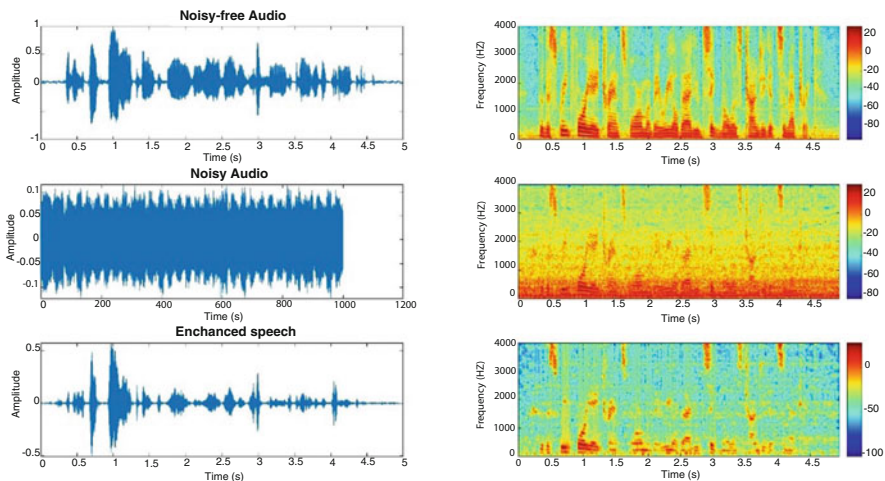 Noisy-free Audio
1
0.5
0
-1
Amplitude
0 0.5 1 1.5 2 2.5 3 3.5 4 4.5 5
Time (s)
4000
3000
2000
1000
0
Frequency (HZ)
0.5 1 1.5 2 2.5 3 3.5 4 4.5
Time (s)
20
0
-20
-40
-60
-80
Noisy Audio
0.1
0.05
0
-0.05
-0.1
Amplitude
0 200 400 600 800 1000 1200
Time (s)
4000
3000
2000
1000
0
Frequency (HZ)
0.5 1 1.5 2 2.5 3 3.5 4 4.5
Time (s)
20
0
-20
-40
-60
-80
Enchanced speech
0.5
0
-0.5
Amplitude
0 0.5 1 1.5 2 2.5 3 3.5 4 4.5 5
Time (s)
4000
3000
2000
1000
0
Frequency (HZ)
0.5 1 1.5 2 2.5 3 3.5 4 4.5
Time (s)
0
-50
-100